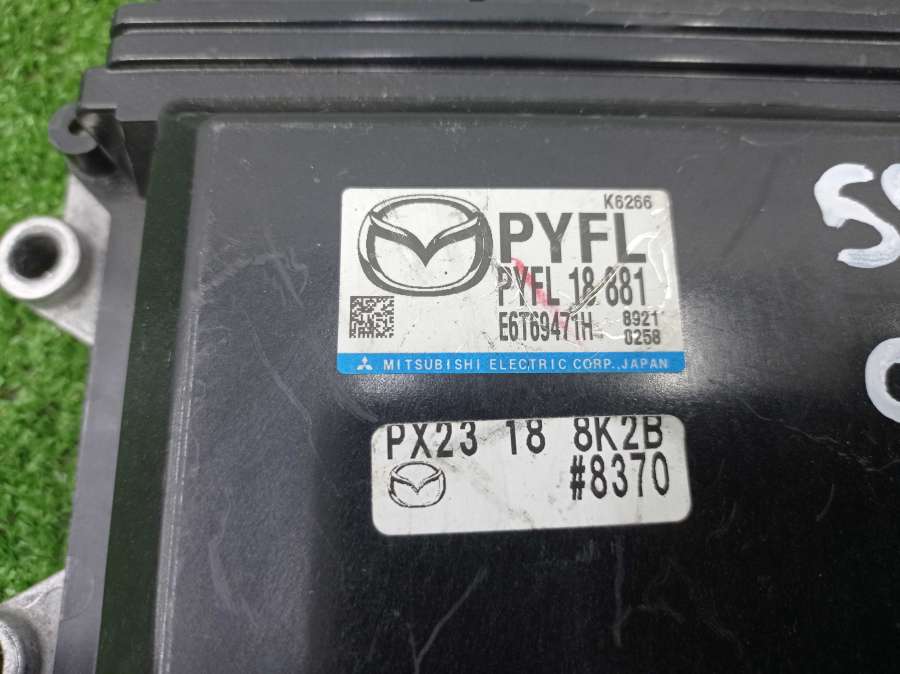 K6266
PYFL
PYFL 18 881
E6T69471H 8921
0258
MITSUBISHI ELECTRIC CORP., JAPAN
PX23 18 8K2B
#8370